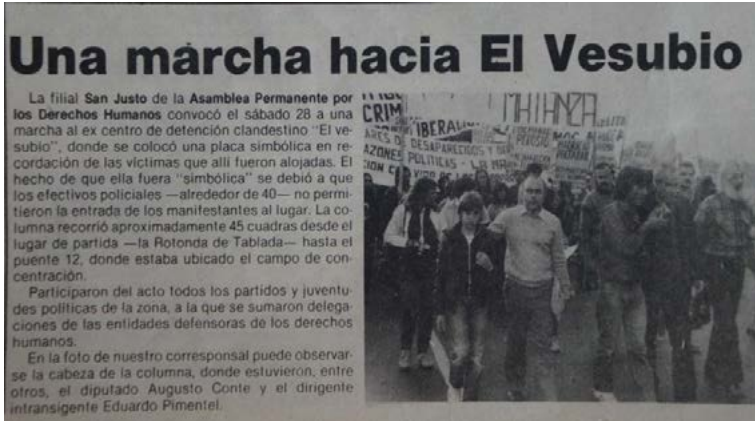 Una marcha hacia El Vesubio
La filial San Justo de la Asamblea Permanente por
los Derechos Humanos convocó el sábado 28 a una
marcha al ex centro de detención clandestino "El ve-
subio", donde se colocó una placa simbólica en re-
cordación de las víctimas que allí fueron alojadas. El
hecho de que ella fuera "simbólica" se debió a que
los efectivos policiales —alrededor de 40— no permi-
tieron la entrada de los manifestantes al lugar. La co-
lumna recorrió aproximadamente 45 cuadras desde el
lugar de partida —la Rotonda de Tablada— hasta el
puente 12, donde estaba ubicado el campo de con-
centración.
Participaron del acto todos los partidos y juventu-
des políticas de la zona, a la que se sumaron delega-
ciones de las entidades defensoras de los derechos
humanos.
En la foto de nuestro corresponsal puede observar-
se la cabeza de la columna, donde estuvieron, entre
otros, el diputado Augusto Conte y el dirigente
intransigente Eduardo Pimentel.
CRIM
MATANZA
LIBERA
ARES DE DESAPARECIDOS Y
AZONES POLITICAS - LA MA